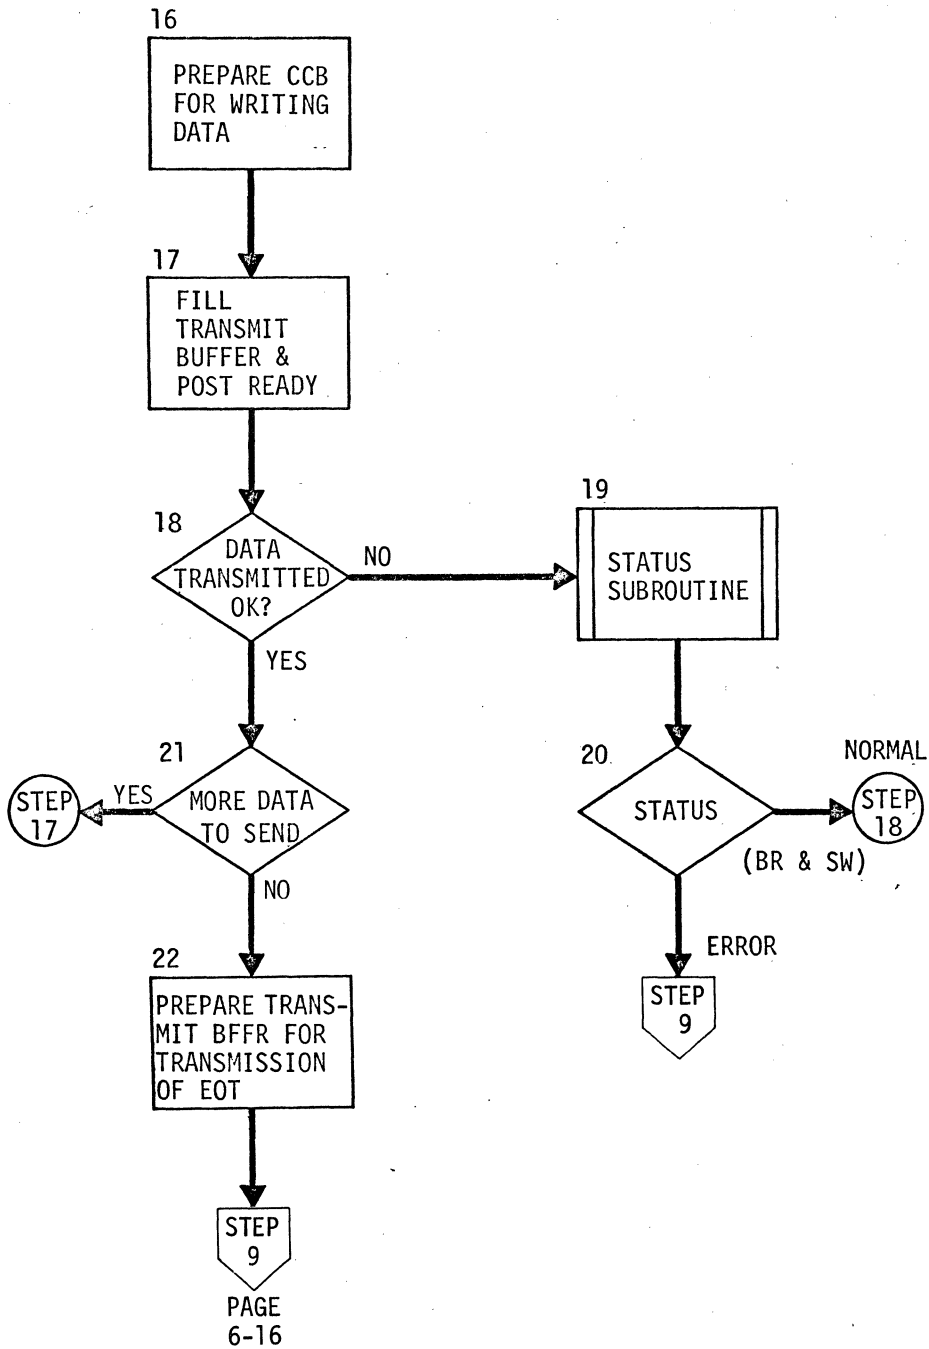 16
PREPARE CCB
FOR WRITING
DATA
17
FILL
TRANSMIT
BUFFER &
POST READY
18
DATA
TRANSMITTED
OK?
NO
YES
19
STATUS
SUBROUTINE
20
STATUS
NORMAL
STEP
18
(BR & SW)
ERROR
STEP
9
21
MORE DATA
TO SEND
YES
STEP
17
NO
22
PREPARE TRANS-
MIT BFFR FOR
TRANSMISSION
OF EOT
STEP
9
PAGE
6-16